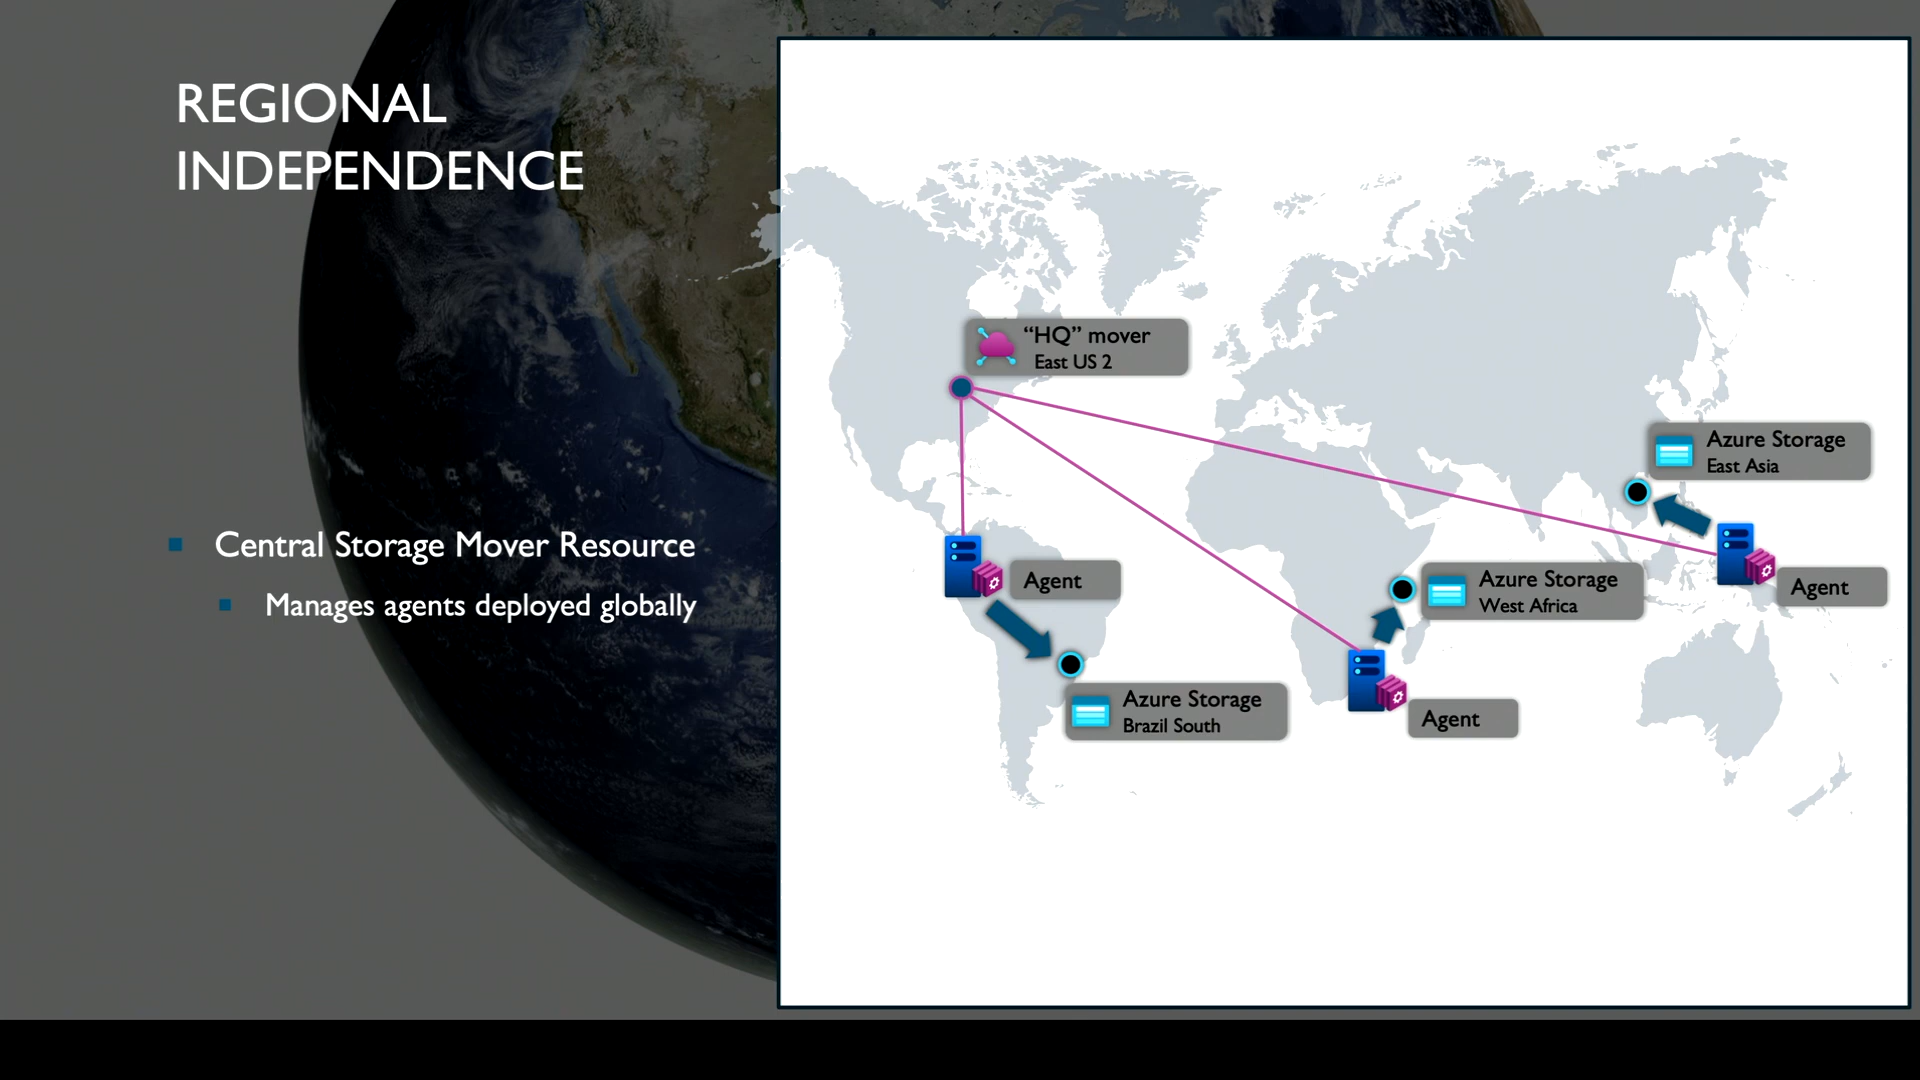 REGIONAL
INDEPENDENCE
Central Storage Mover Resource
Manages agents deployed globally
“HQ” mover
East US 2
Azure Storage
East Asia
Agent
Azure Storage
West Africa
Agent
Agent
Azure Storage
Brazil South
Agent